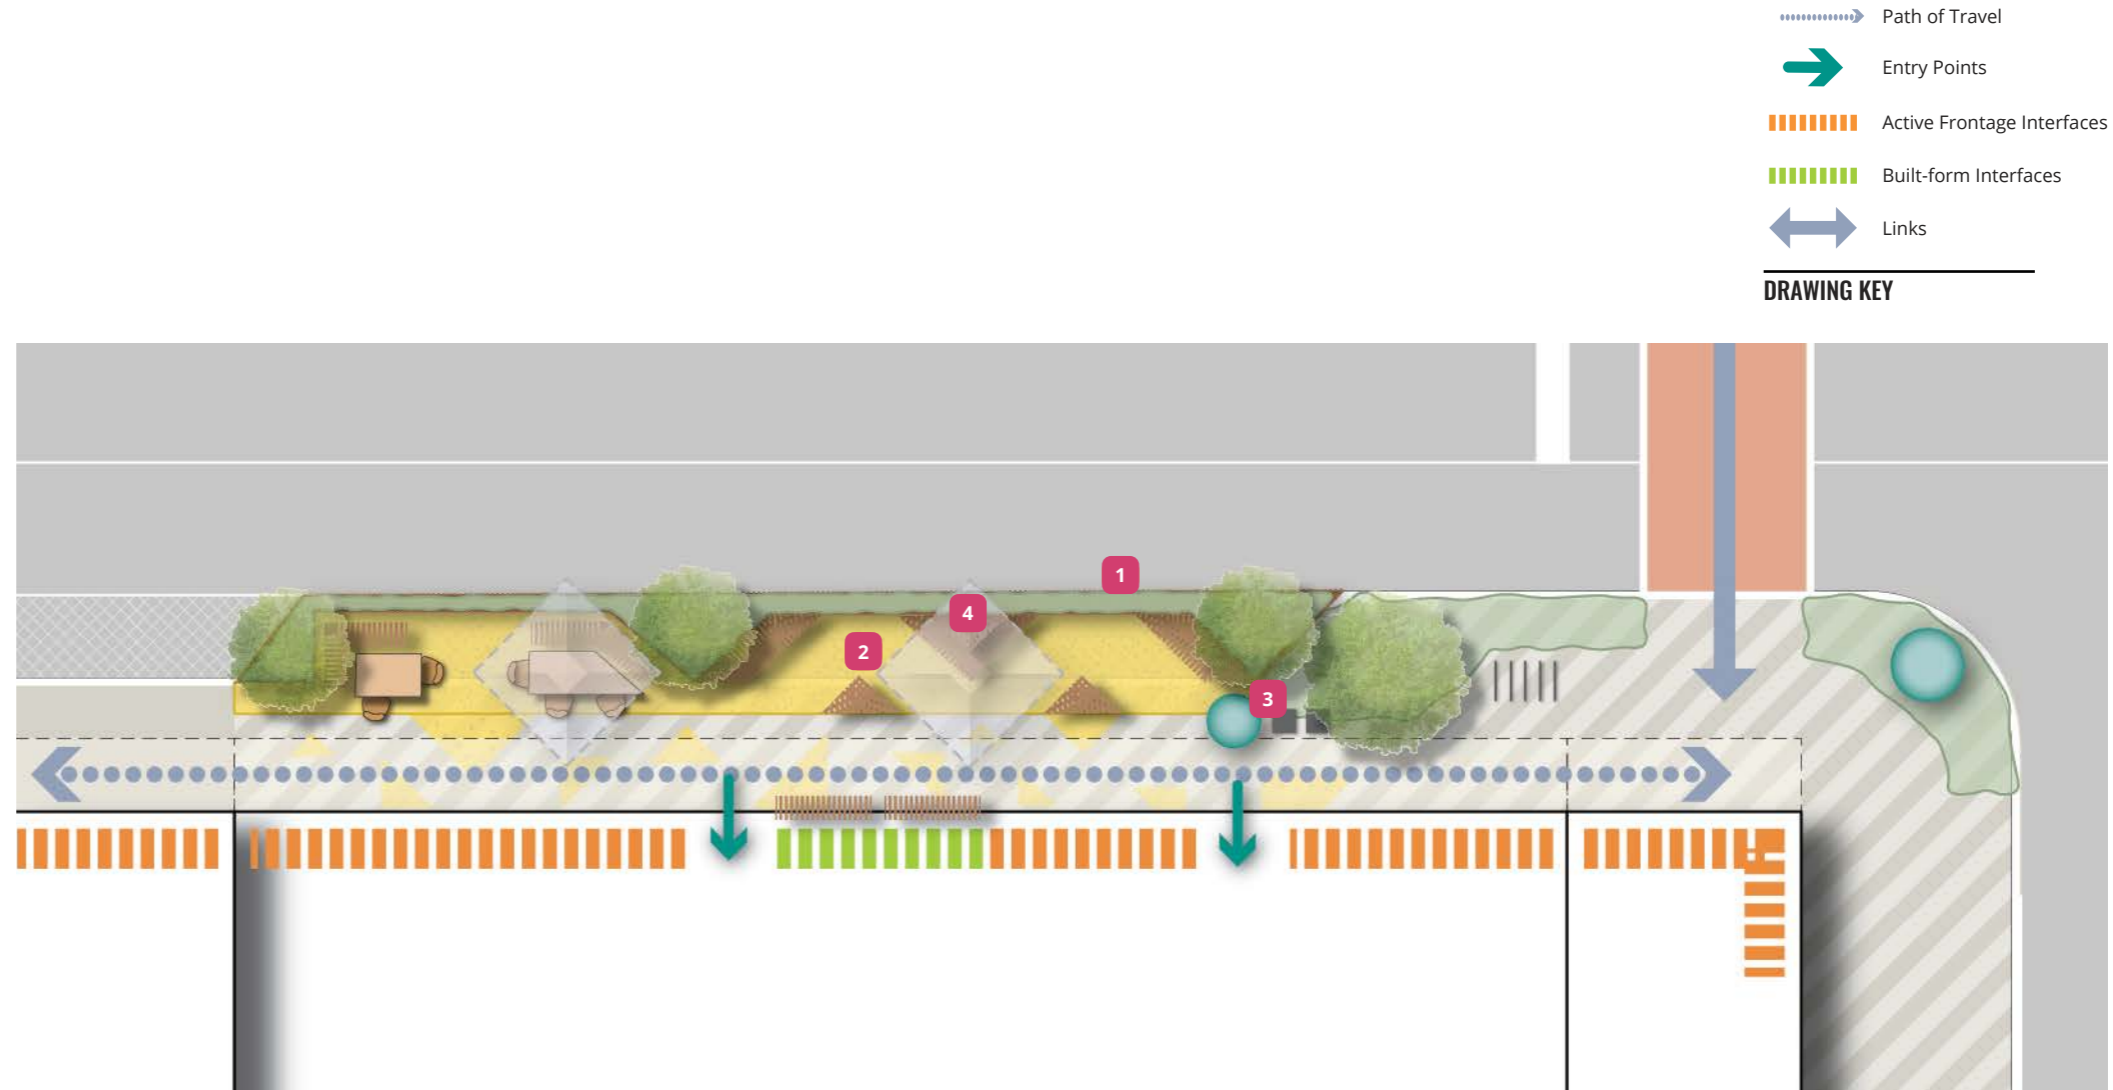 Path of Travel
Entry Points
Active Frontage Interfaces
Built-form Interfaces
Links
DRAWING KEY
1
4
2
3